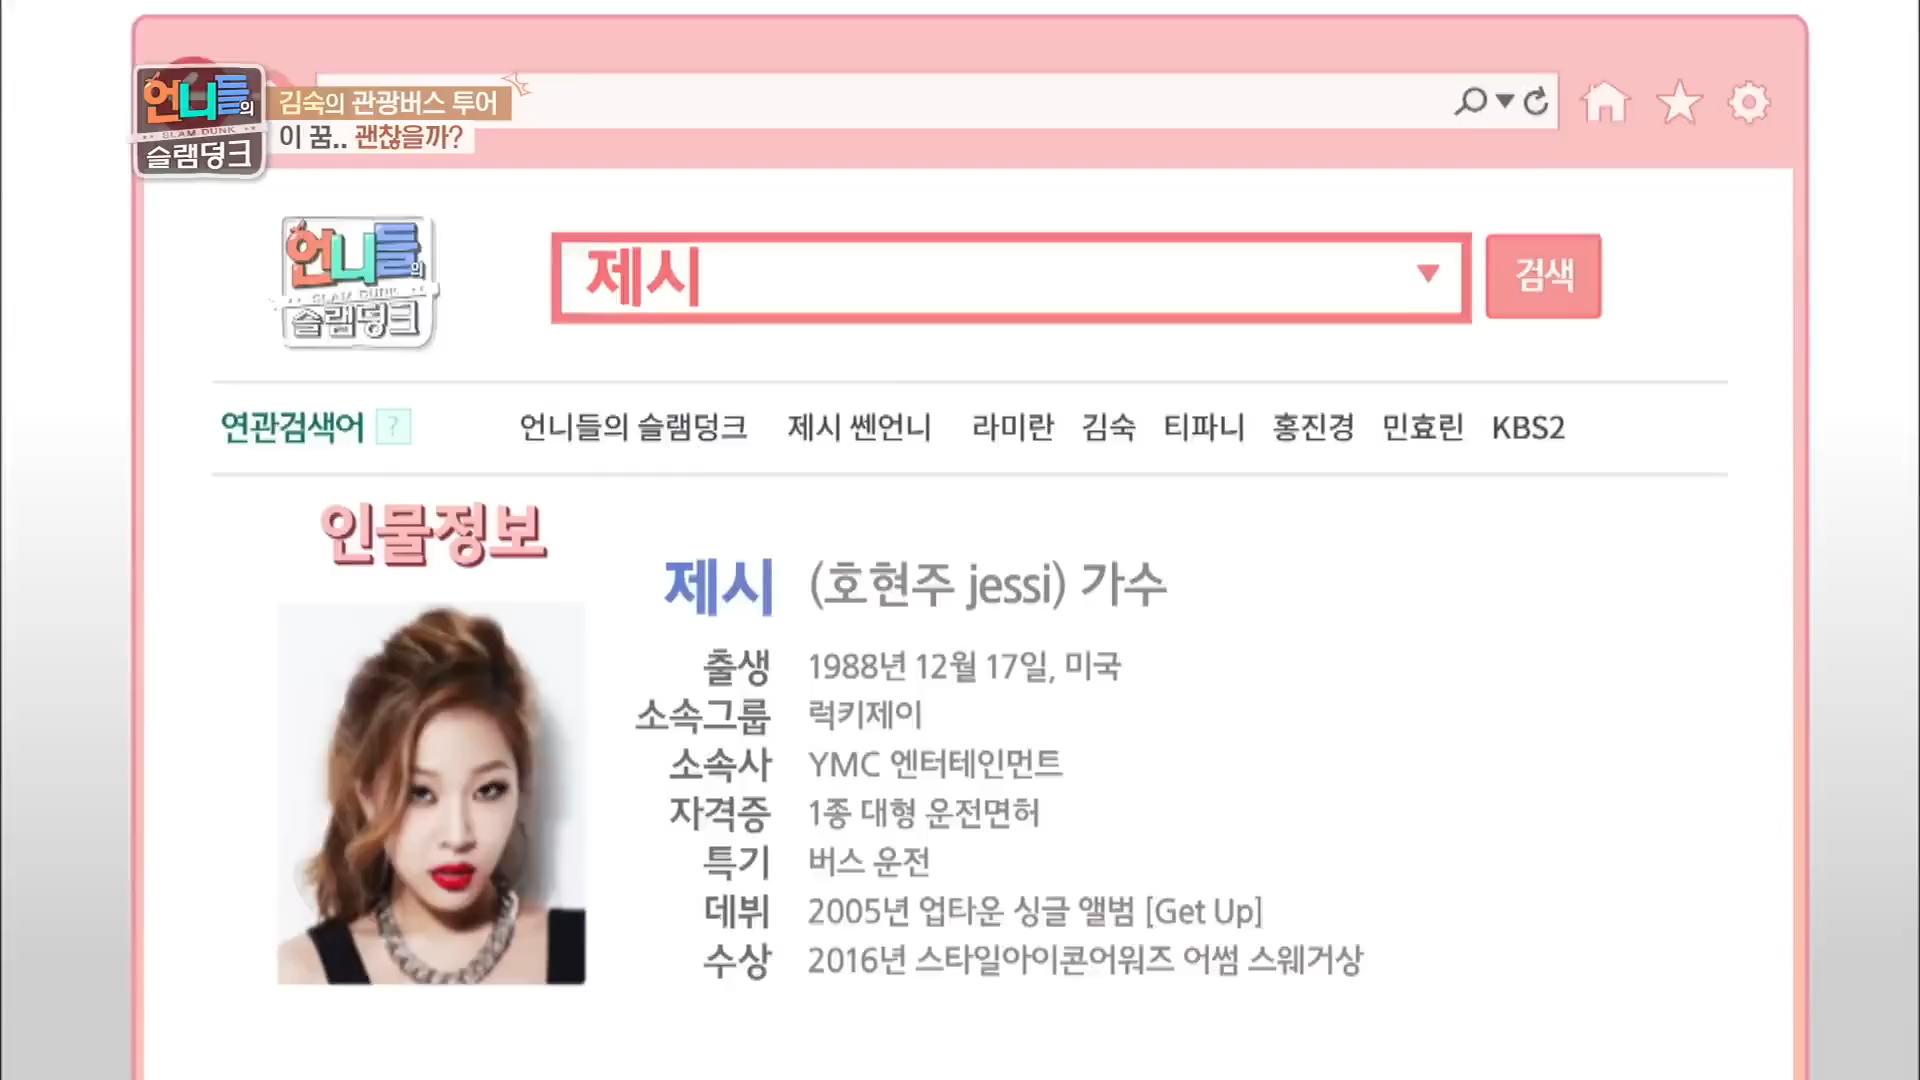 언니들의
SLAM DUNK
슬램덩크
김숙의 관광버스 투어
이 꿈.. 괜찮을까?
언니들의
SLAM DUNK
슬램덩크
제시
검색
연관검색어 ? 언니들의 슬램덩크 제시 쎈언니 라미란 김숙 티파니 홍진경 민효린 KBS2
인물정보
제시 (호현주 jessi) 가수
출생 1988년 12월 17일, 미국
소속그룹 럭키제이
소속사 YMC 엔터테인먼트
자격증 1종 대형 운전면허
특기 버스 운전
데뷔 2005년 업타운 싱글 앨범 [Get Up]
수상 2016년 스타일아이콘어워즈 어썸 스웨거상